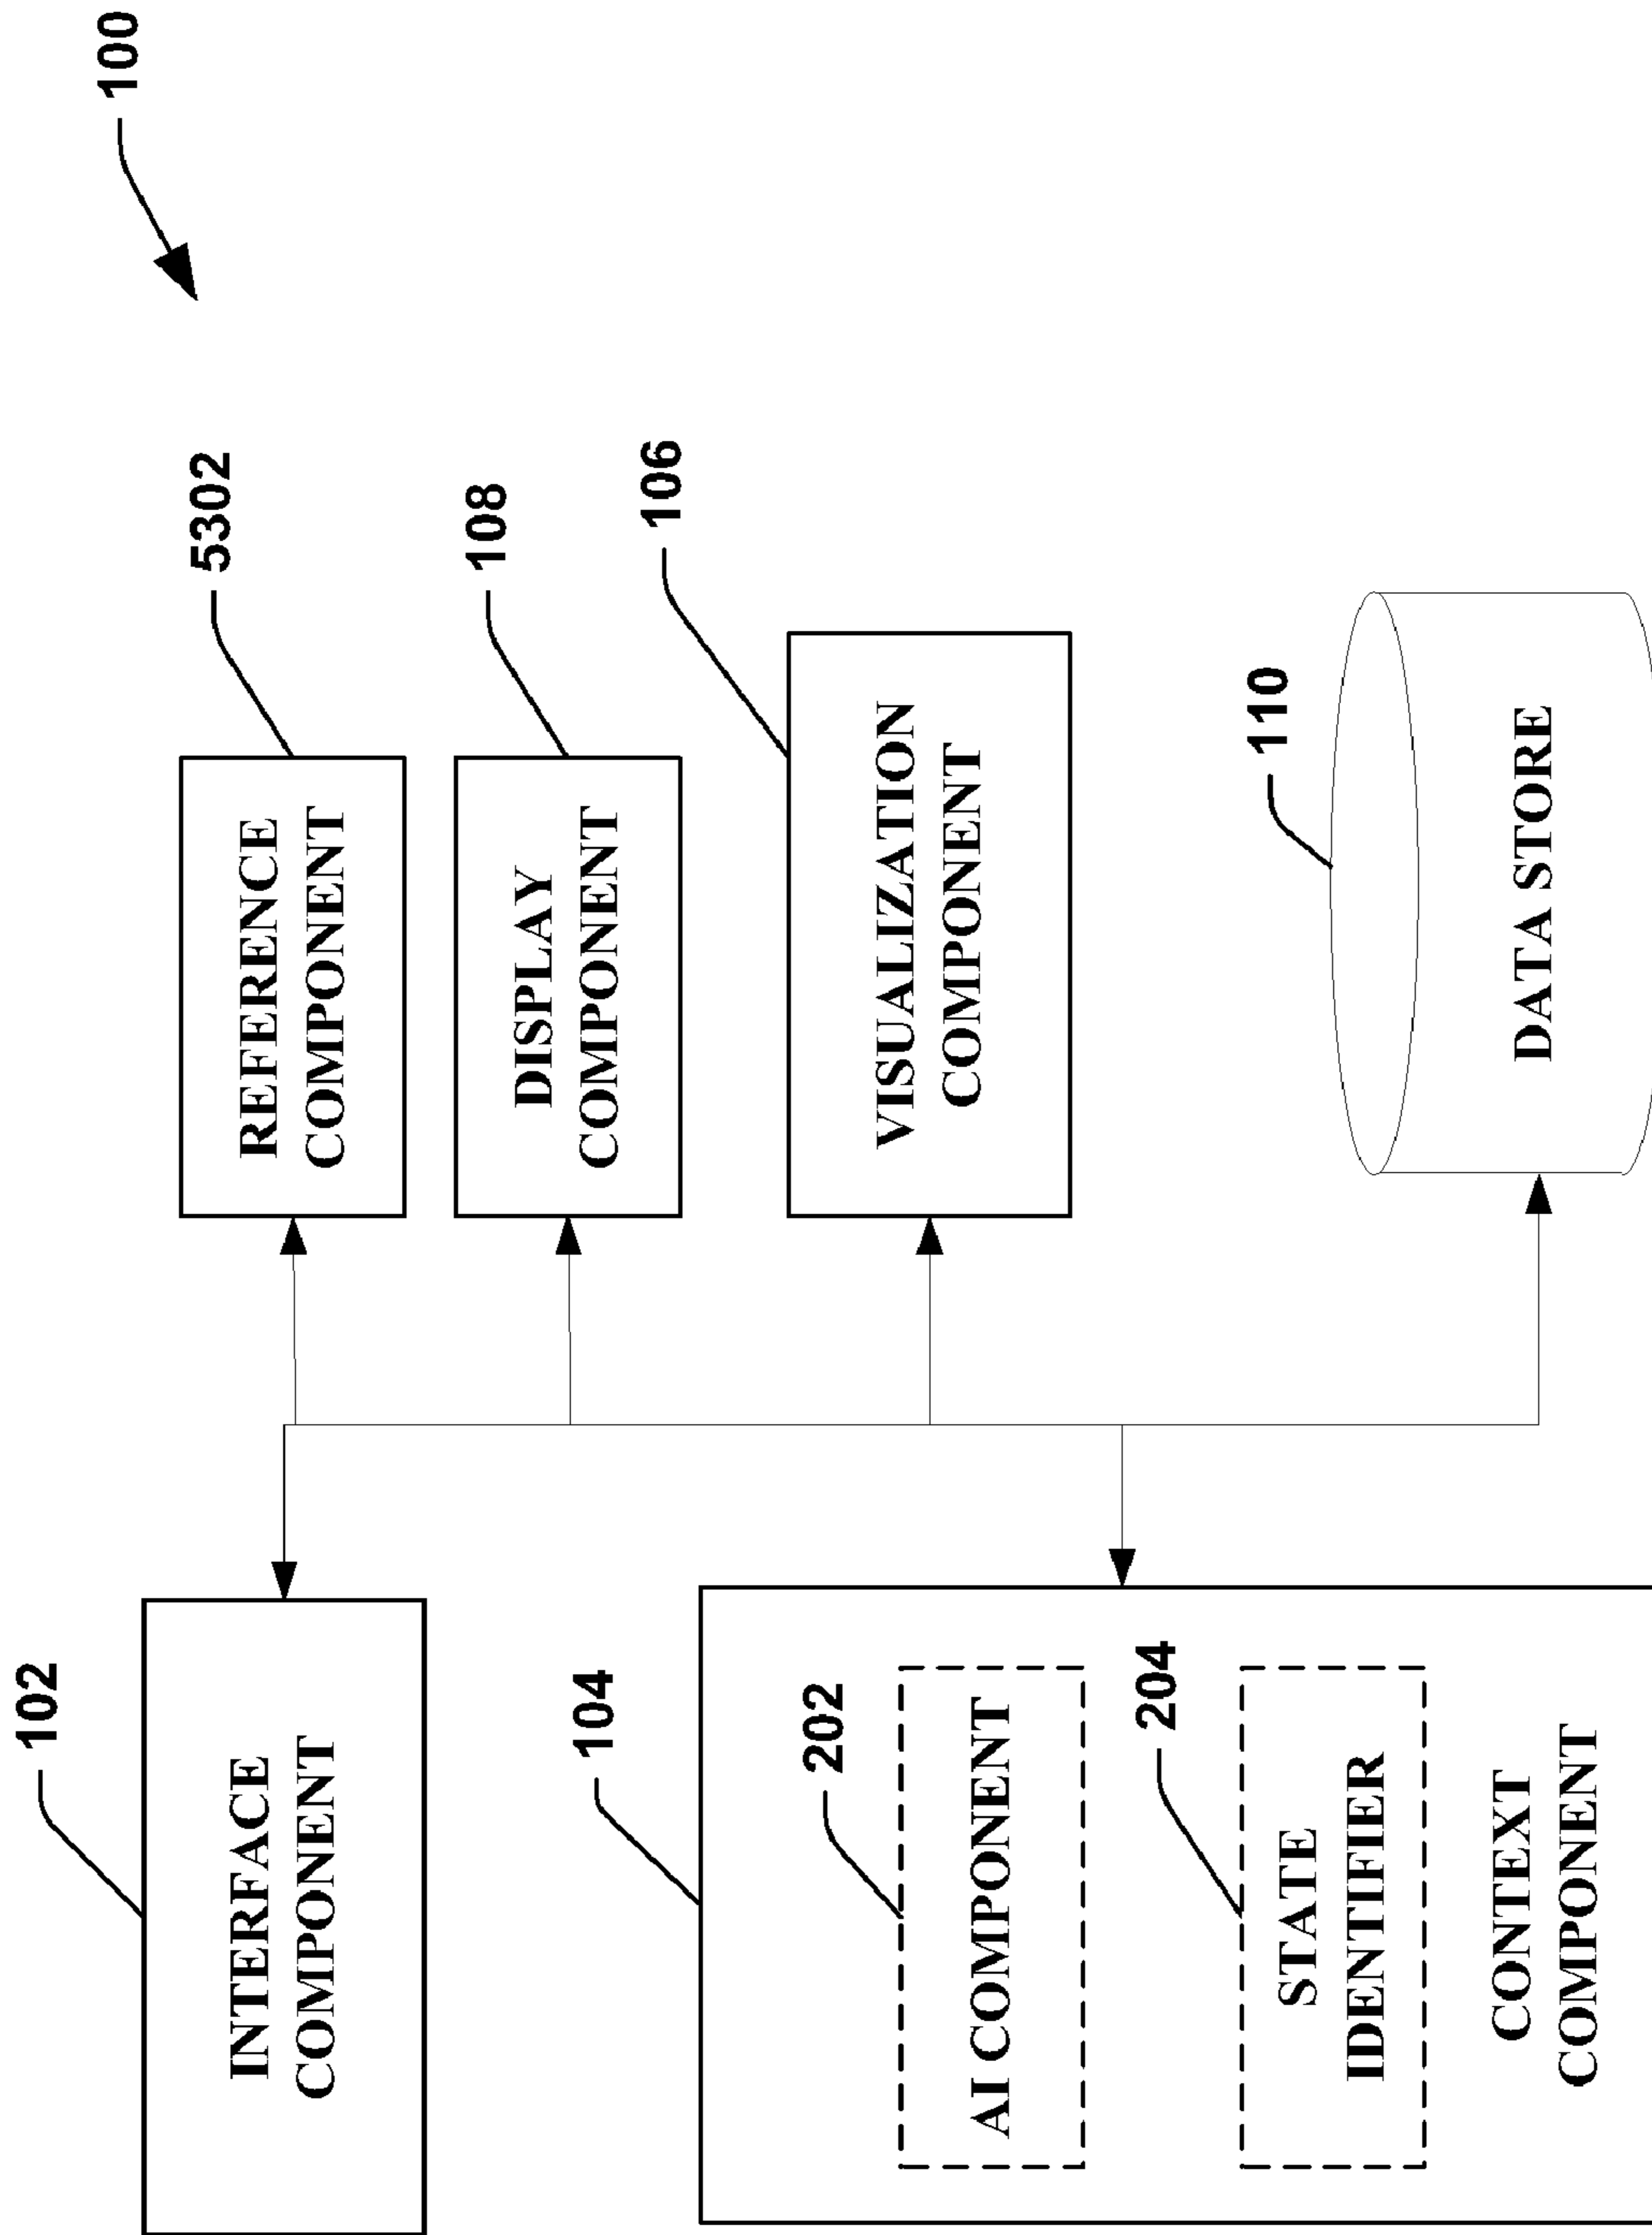 100
102
INTERFACE
COMPONENT
5302
REFERENCE
COMPONENT
108
DISPLAY
COMPONENT
104
106
VISUALIZATION
COMPONENT
202
AI COMPONENT
204
STATE
IDENTIFIER
CONTEXT
COMPONENT
110
DATA STORE